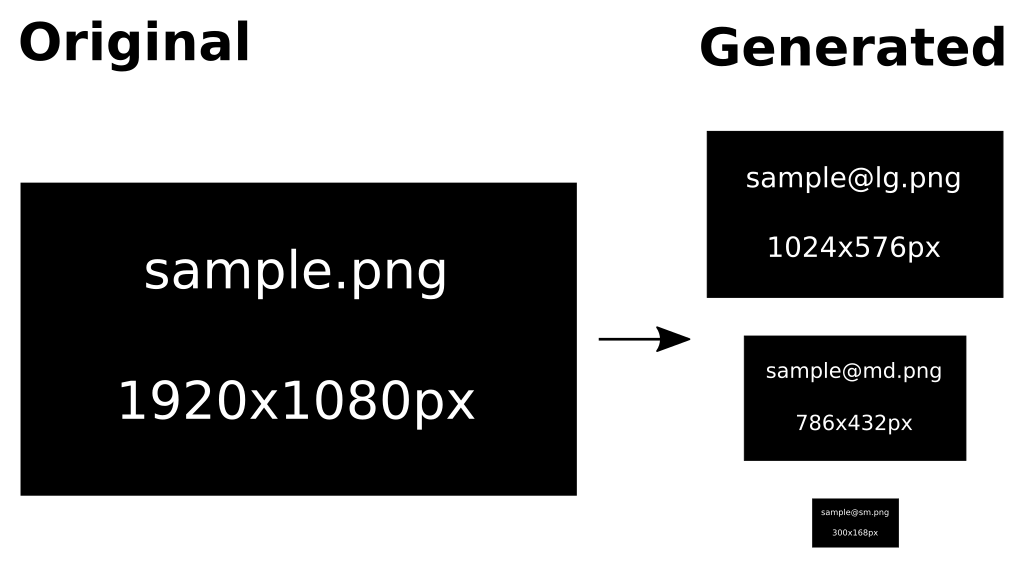 Original
Generated
sample.png
1920x1080px
sample@lg.png
1024x576px
sample@md.png
786x432px
sample@sm.png
300x168px